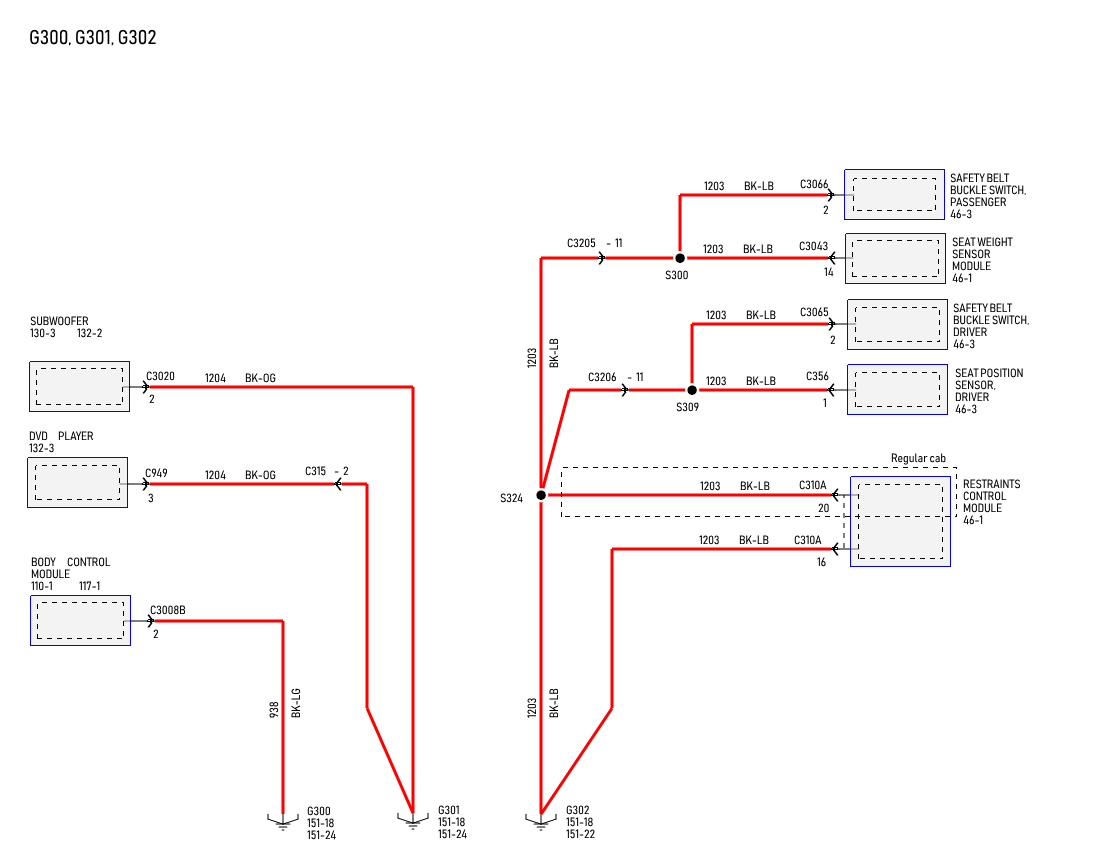 G300, G301, G302
SAFETY BELT
BUCKLE SWITCH,
PASSENGER
46-3
1203 BK-LB C3066
2
SEAT WEIGHT
SENSOR
MODULE
46-1
C3205 - 11
1203 BK-LB C3043
S300
14
SAFETY BELT
BUCKLE SWITCH,
DRIVER
46-3
1203 BK-LB C3065
2
1203 BK-LB
SEAT POSITION
SENSOR,
DRIVER
46-3
C3206 - 11
1203 BK-LB C356
S309
1
SUBWOOFER
130-3 132-2
C3020 1204 BK-OG
2
DVD PLAYER
132-3
C949 1204 BK-OG C315 - 2
3
Regular cab
S324
1203 BK-LB C310A
20
RESTRAINTS
CONTROL
MODULE
46-1
1203 BK-LB C310A
16
BODY CONTROL
MODULE
110-1 117-1
C3008B
2
938 BK-LG
1203 BK-LB
G300
151-18
151-24
G301
151-18
151-24
G302
151-18
151-22